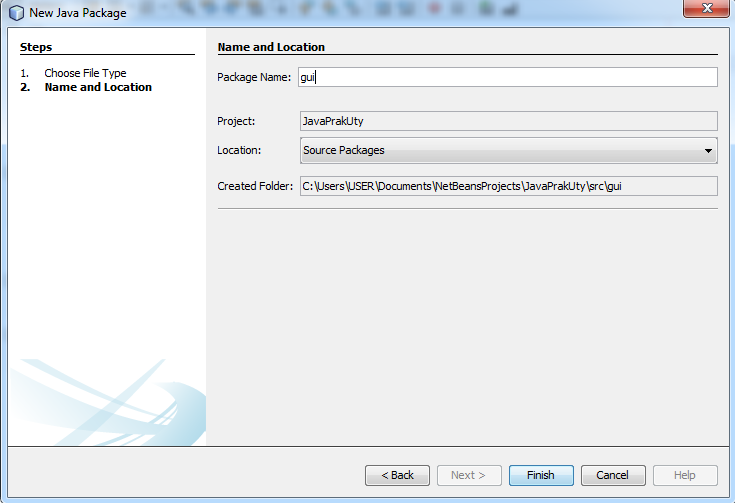 New Java Package
Steps
1. Choose File Type
2. Name and Location
Name and Location
Package Name: gui
Project: JavaPrakUty
Location: Source Packages
Created Folder: C:\Users\USER\Documents\NetBeansProjects\JavaPrakUty\src\gui
< Back Next > Finish Cancel Help